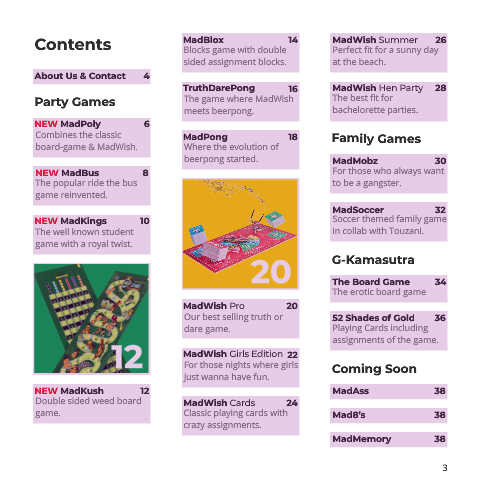 Contents
About Us & Contact 4
Party Games
NEW MadPoly 6
Combines the classic
board-game & MadWish.
NEW MadBus 8
The popular ride the bus
game reinvented.
NEW MadKings 10
The well known student
game with a royal twist.
12
NEW MadKush 12
Double sided weed board
game.
MadBlox 14
Blocks game with double
sided assignment blocks.
TruthDarePong 16
The game where MadWish
meets beerpong.
MadPong 18
Where the evolution of
beerpong started.
20
MadWish Pro 20
Our best selling truth or
dare game.
MadWish Girls Edition 22
For those nights where girls
just wanna have fun.
MadWish Cards 24
Classic playing cards with
crazy assignments.
MadWish Summer 26
Perfect fit for a sunny day
at the beach.
MadWish Hen Party 28
The best fit for
bachelorette parties.
Family Games
MadMobz 30
For those who always want
to be a gangster.
MadSoccer 32
Soccer themed family game
in collab with Touzani.
G-Kamasutra
The Board Game 34
The erotic board game
52 Shades of Gold 36
Playing Cards including
assignments of the game.
Coming Soon
MadAss 38
Mad8's 38
MadMemory 38
3